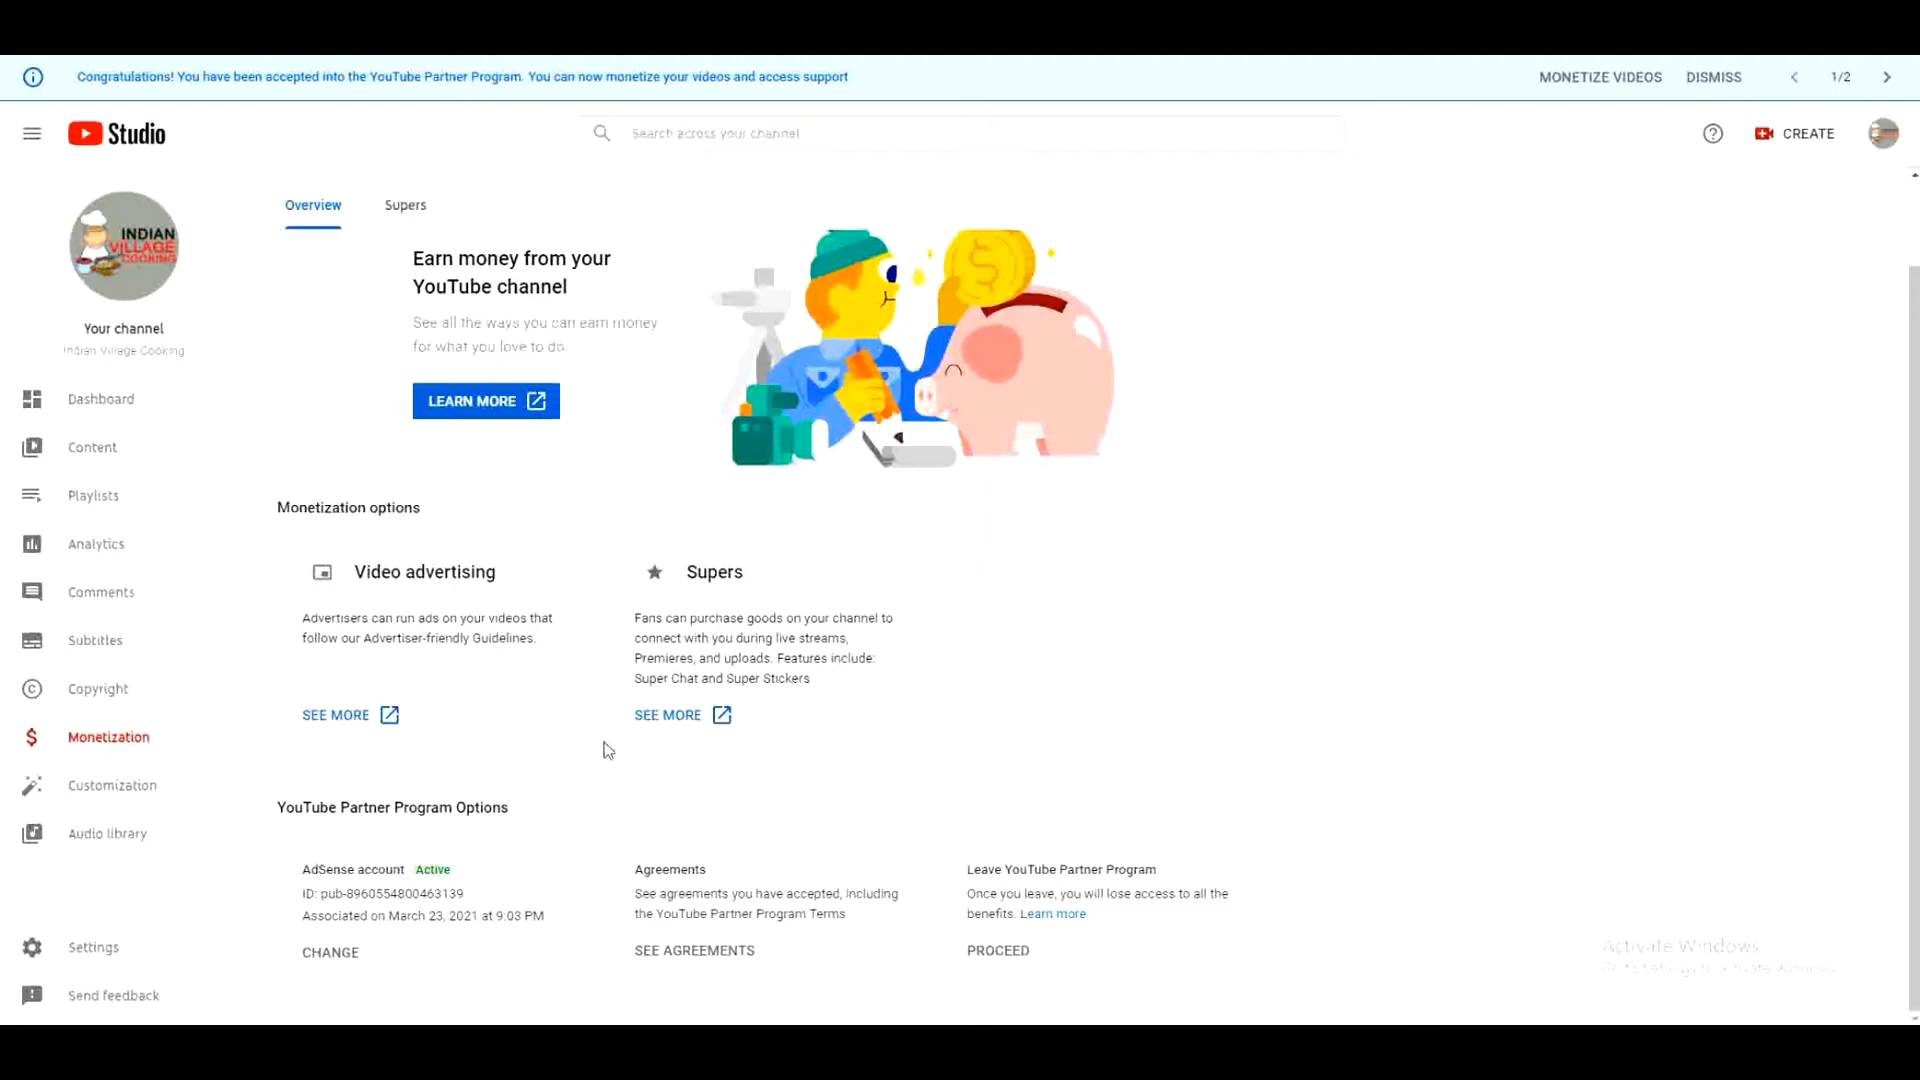 Congratulations! You have been accepted into the YouTube Partner Program. You can now monetize your videos and access support
MONETIZE VIDEOS
DISMISS
1/2
Studio
Search across your channel
CREATE
INDIAN
VILLAGE
COOKING
Your channel
Indian Village Cooking
Dashboard
Content
Playlists
Analytics
Comments
Subtitles
Copyright
Monetization
Customization
Audio library
Settings
Send feedback
Overview
Supers
Earn money from your
YouTube channel
See all the ways you can earn money
for what you love to do
LEARN MORE
Monetization options
Video advertising
Advertisers can run ads on your videos that
follow our Advertiser-friendly Guidelines.
SEE MORE
Supers
Fans can purchase goods on your channel to
connect with you during live streams,
Premieres, and uploads. Features include:
Super Chat and Super Stickers
SEE MORE
YouTube Partner Program Options
AdSense account Active
ID: pub-8960554800463139
Associated on March 23, 2021 at 9:03 PM
CHANGE
Agreements
See agreements you have accepted, including
the YouTube Partner Program Terms
SEE AGREEMENTS
Leave YouTube Partner Program
Once you leave, you will lose access to all the
benefits. Learn more
PROCEED
Activate Windows
Go to Settings to activate Windows.